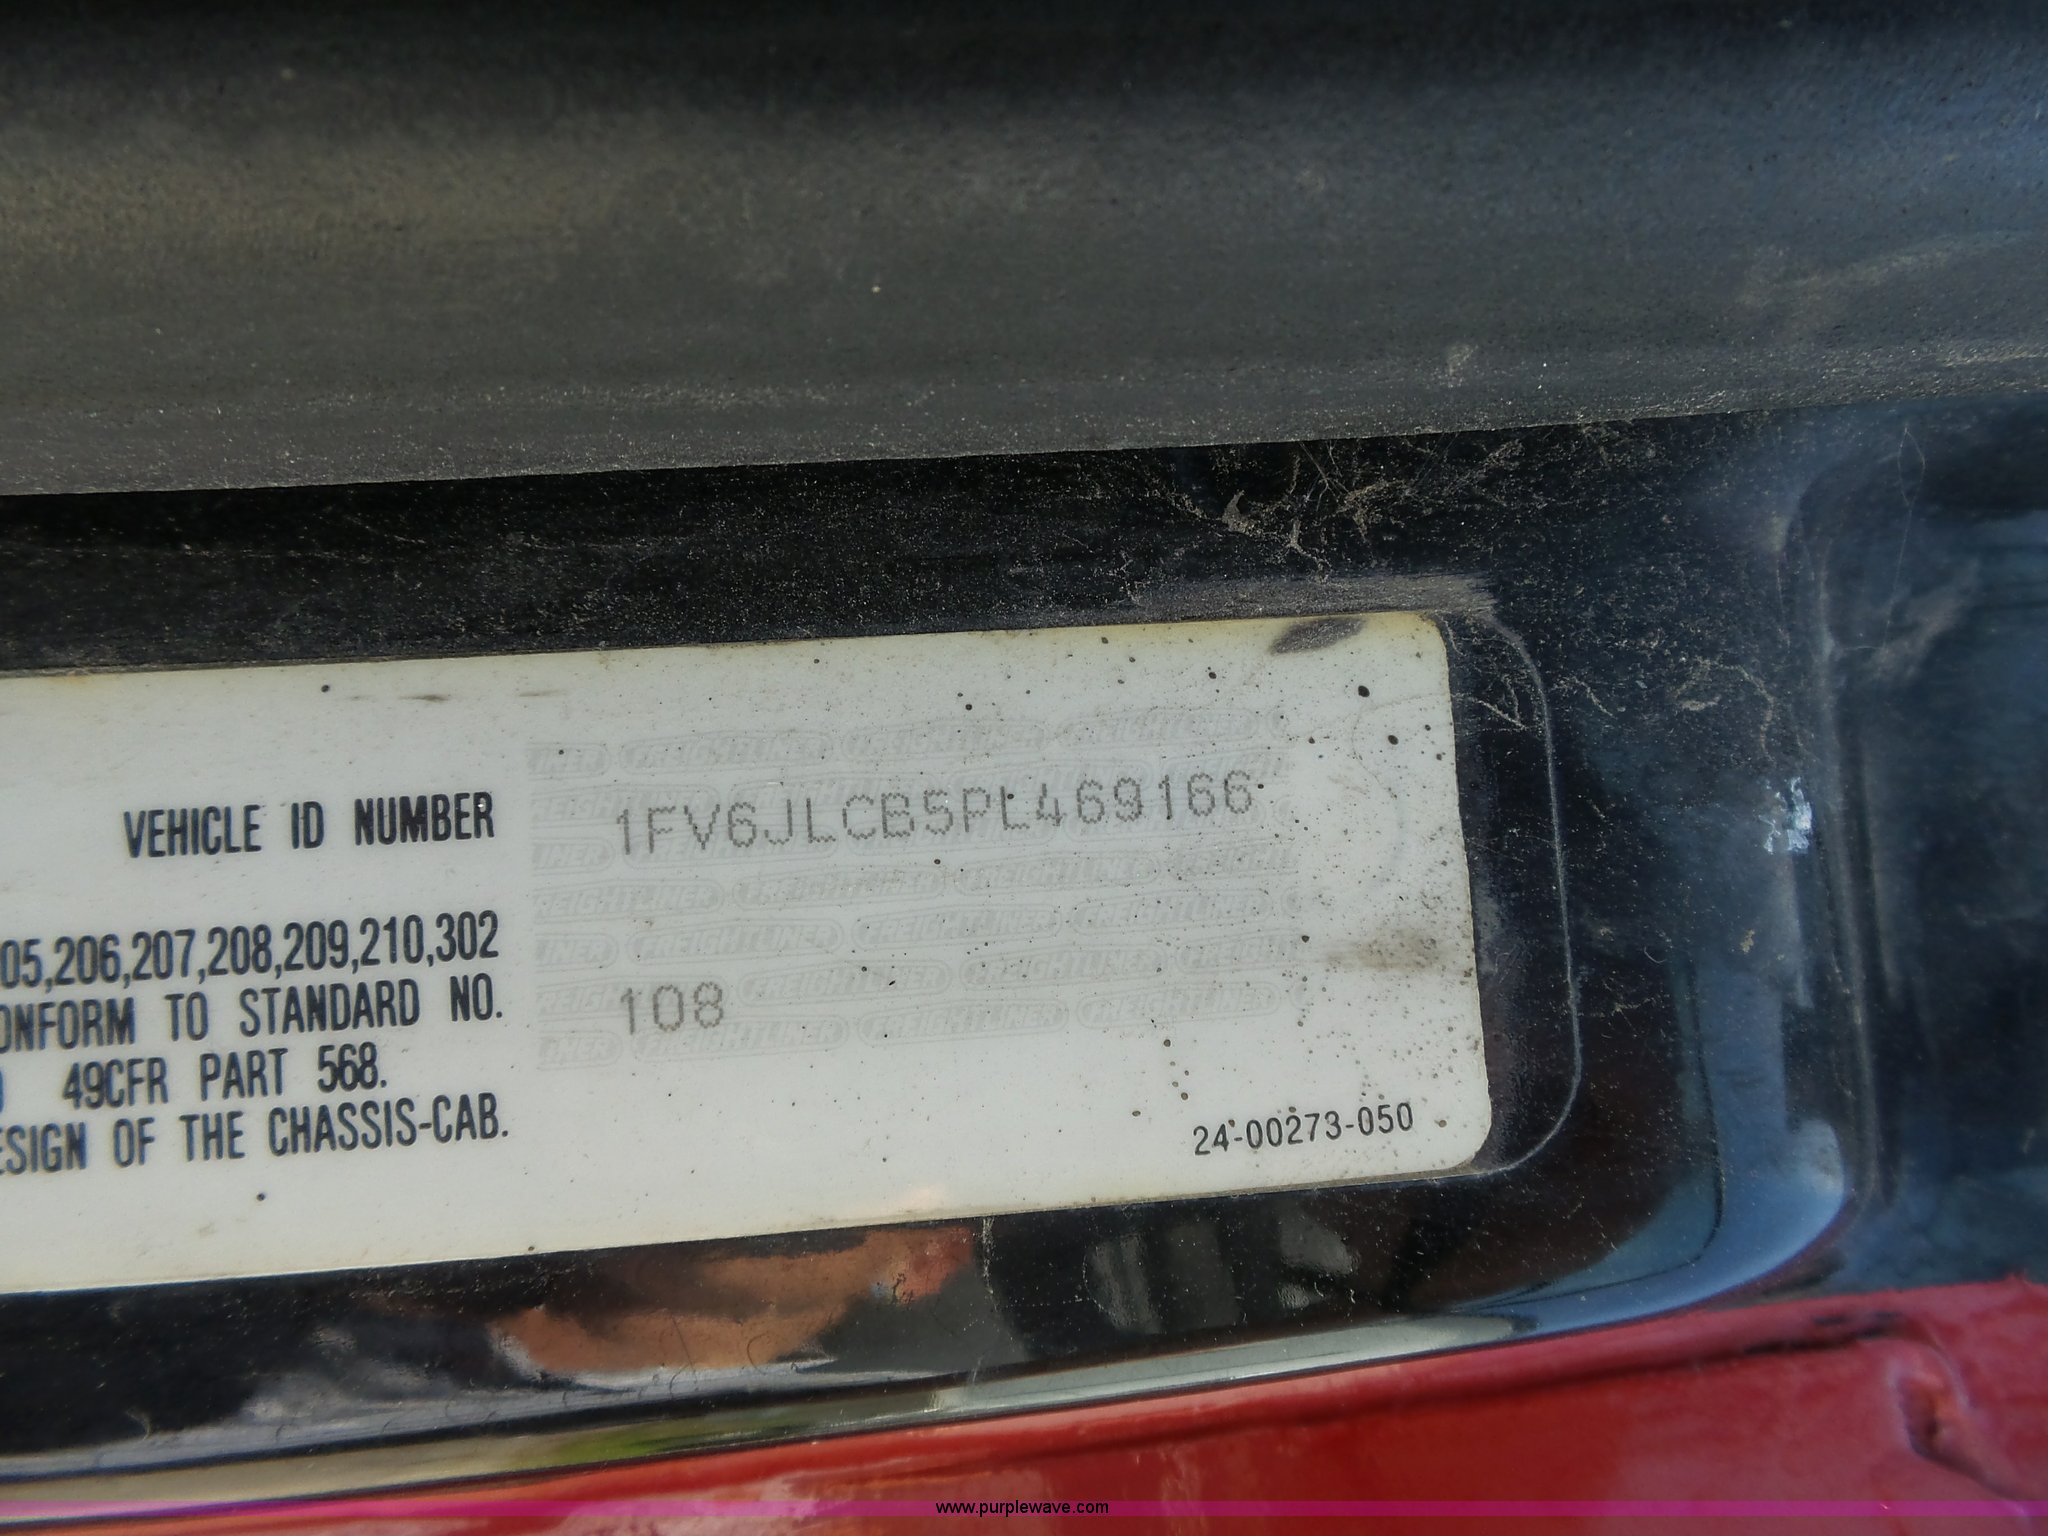 VEHICLE ID NUMBER 1FV6JLCB5PL469166
05,206,207,208,209,210,302
ONFORM TO STANDARD NO. 108
49CFR PART 568.
ESIGN OF THE CHASSIS-CAB.
24-00273-050
FREIGHTLINER
www.purplewave.com